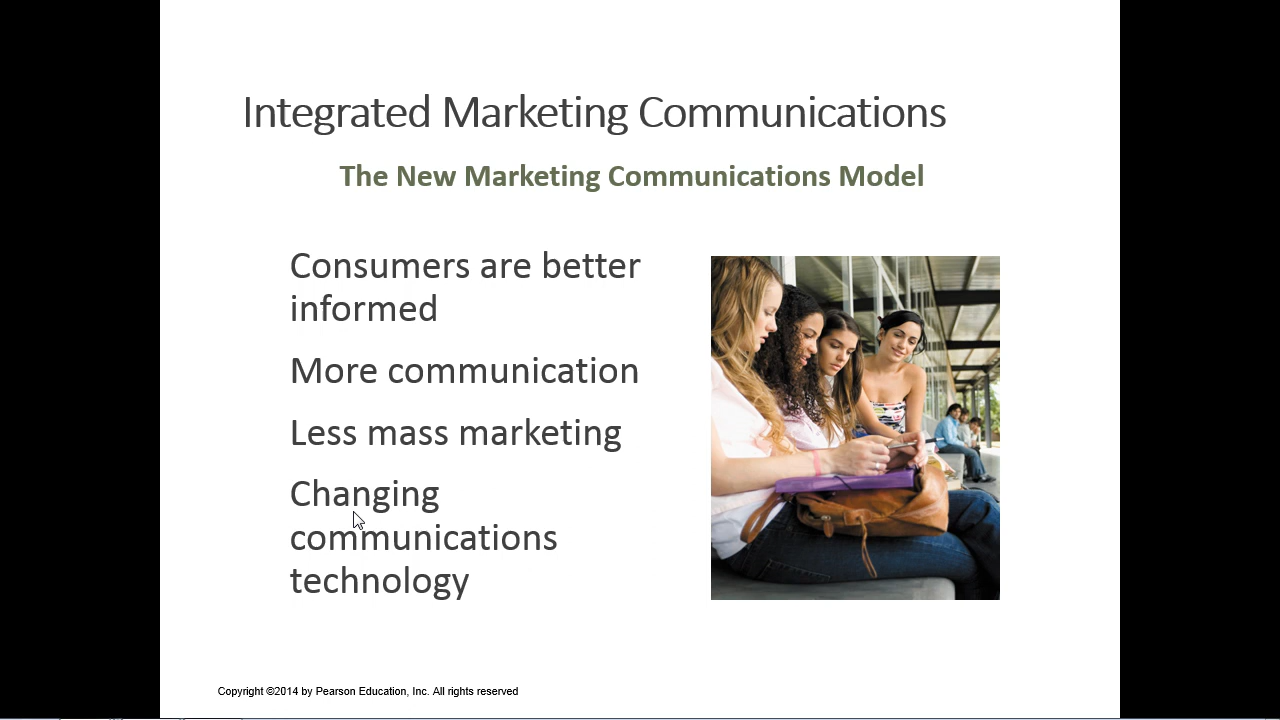 Integrated Marketing Communications
The New Marketing Communications Model
Consumers are better
informed
More communication
Less mass marketing
Changing
communications
technology
Copyright ©2014 by Pearson Education, Inc. All rights reserved